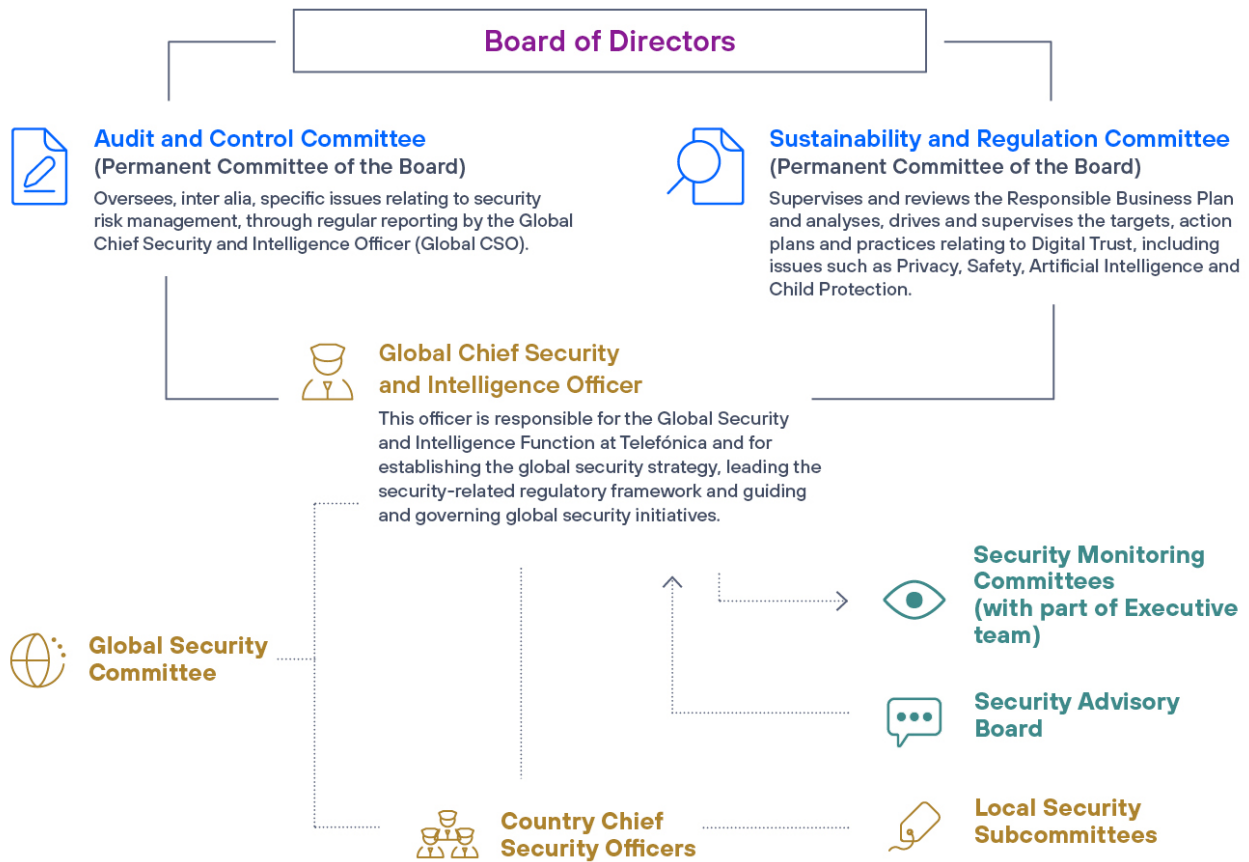 Board of Directors
Audit and Control Committee
(Permanent Committee of the Board)
Oversees, inter alia, specific issues relating to security
risk management, through regular reporting by the Global
Chief Security and Intelligence Officer (Global CSO).
Sustainability and Regulation Committee
(Permanent Committee of the Board)
Supervises and reviews the Responsible Business Plan
and analyses, drives and supervises the targets, action
plans and practices relating to Digital Trust, including
issues such as Privacy, Safety, Artificial Intelligence and
Child Protection.
Global Chief Security
and Intelligence Officer
This officer is responsible for the Global Security
and Intelligence Function at Telefónica and for
establishing the global security strategy, leading the
security-related regulatory framework and guiding
and governing global security initiatives.
Security Monitoring
Committees
(with part of Executive
team)
Global Security
Committee
Security Advisory
Board
Country Chief
Security Officers
Local Security
Subcommittees